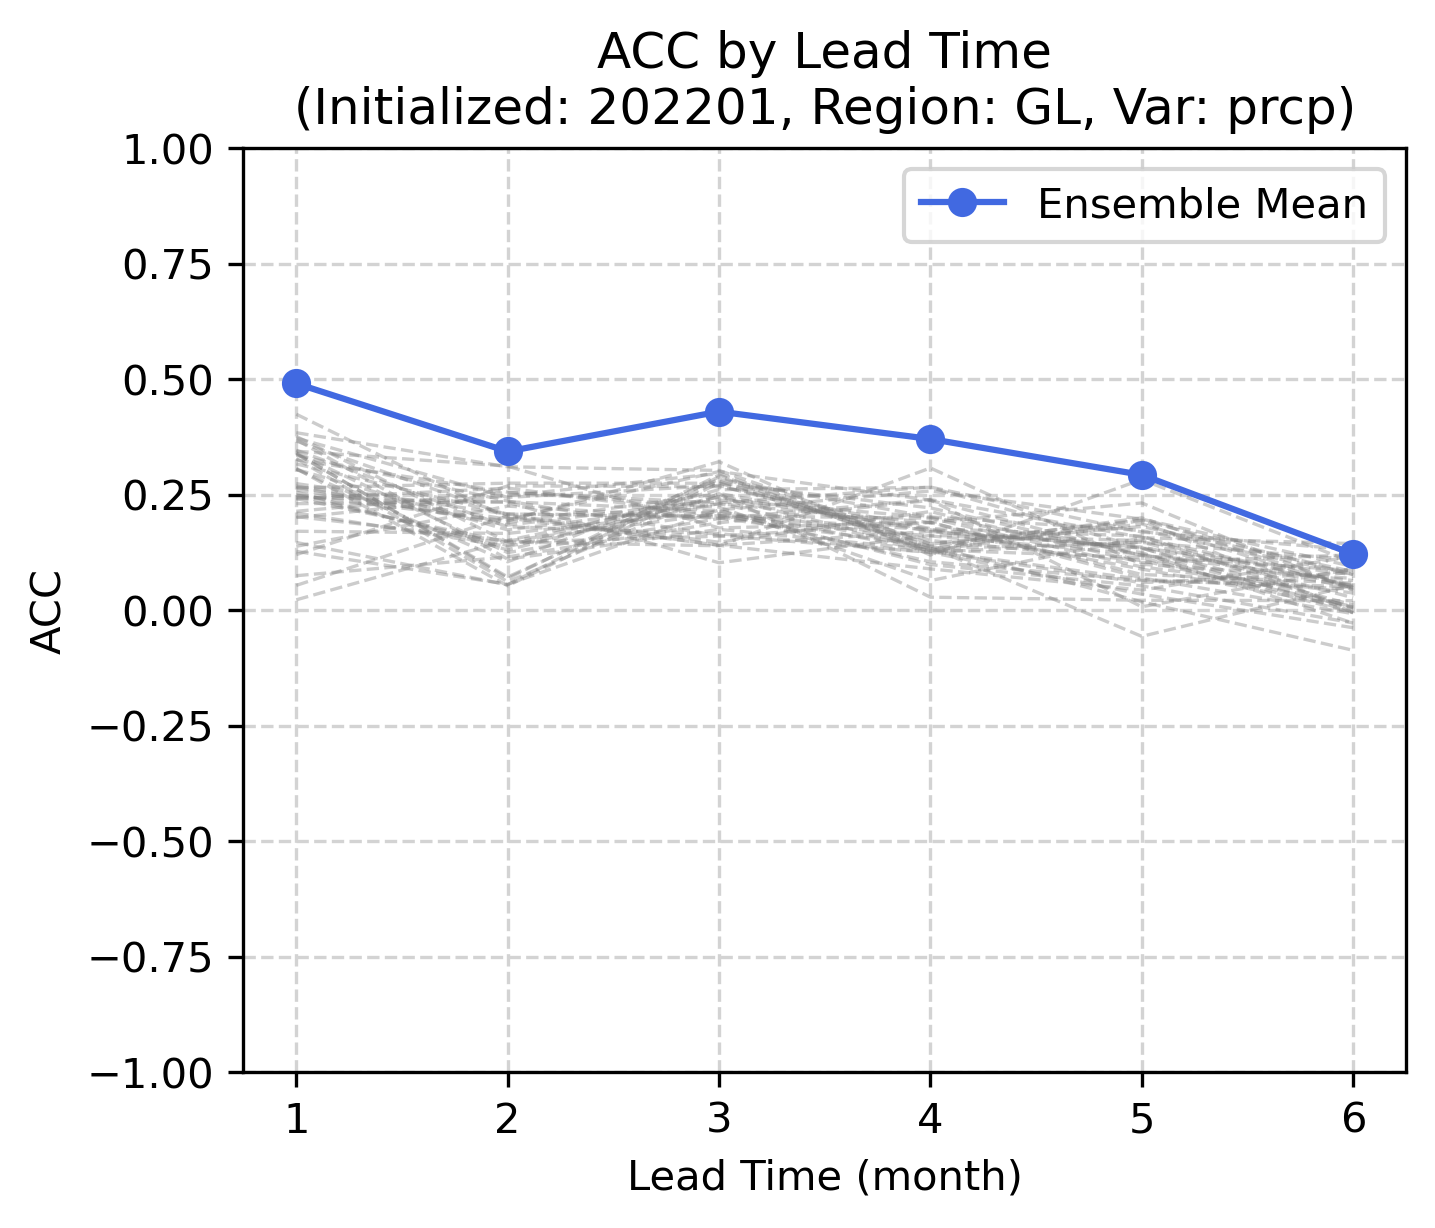 ACC by Lead Time
(Initialized: 202201, Region: GL, Var: prcp)
Ensemble Mean
1.00
0.75
0.50
0.25
0.00
−0.25
−0.50
−0.75
−1.00
ACC
1 2 3 4 5 6
Lead Time (month)